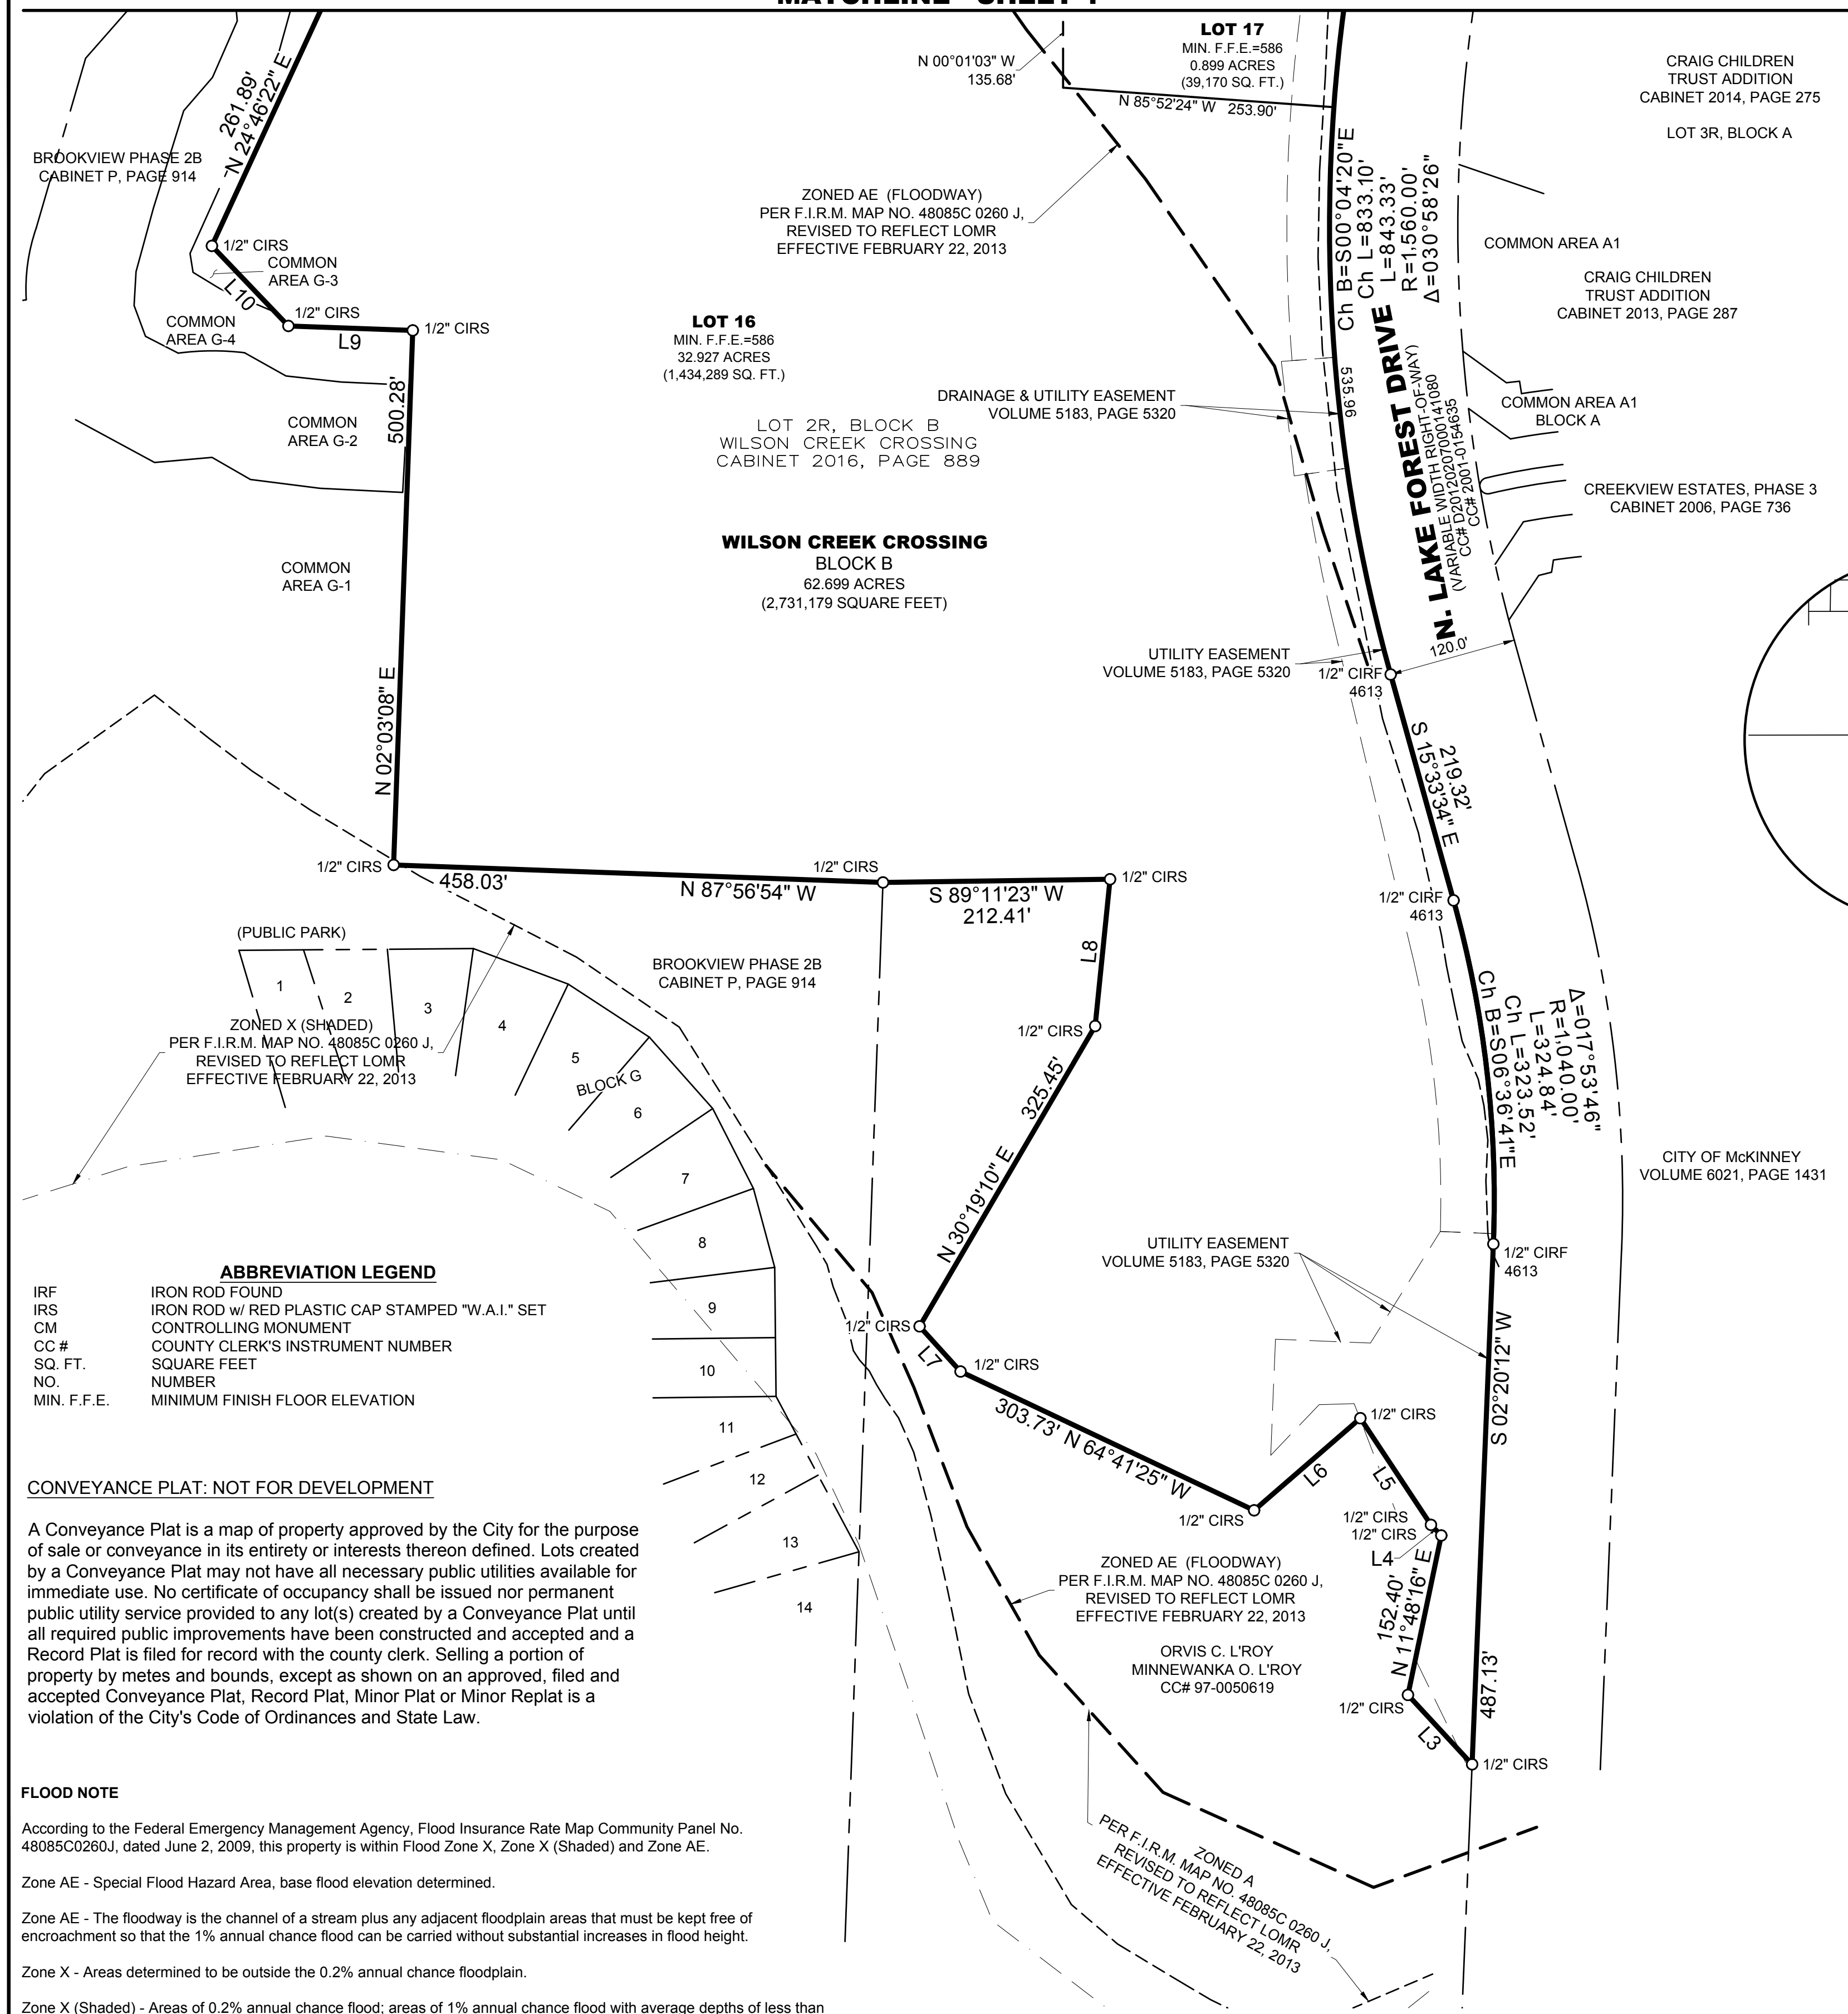 MATCHLINE - SHEET 1
261.89'
N 24°46'22" E
BROOKVIEW PHASE 2B
CABINET P, PAGE 914
1/2" CIRS
COMMON
AREA G-3
L10
1/2" CIRS
COMMON
AREA G-4
L9
1/2" CIRS
500.28'
COMMON
AREA G-2
COMMON
AREA G-1
N 02°03'08" E
N 00°01'03" W
135.68'
LOT 17
MIN. F.F.E.=586
0.899 ACRES
(39,170 SQ. FT.)
N 85°52'24" W 253.90'
ZONED AE (FLOODWAY)
PER F.I.R.M. MAP NO. 48085C 0260 J,
REVISED TO REFLECT LOMR
EFFECTIVE FEBRUARY 22, 2013
LOT 16
MIN. F.F.E.=586
32.927 ACRES
(1,434,289 SQ. FT.)
DRAINAGE & UTILITY EASEMENT
VOLUME 5183, PAGE 5320
LOT 2R, BLOCK B
WILSON CREEK CROSSING
CABINET 2016, PAGE 889
WILSON CREEK CROSSING
BLOCK B
62.699 ACRES
(2,731,179 SQUARE FEET)
Ch B=S00°04'20"E
Ch L=833.10'
L=843.33'
R=1,560.00'
Δ=030°58'26"
535.96
N. LAKE FOREST DRIVE
(VARIABLE WIDTH RIGHT-OF-WAY)
CC# D20120207000141080
CC# 2001-0154635
120.0'
CRAIG CHILDREN
TRUST ADDITION
CABINET 2014, PAGE 275
LOT 3R, BLOCK A
COMMON AREA A1
CRAIG CHILDREN
TRUST ADDITION
CABINET 2013, PAGE 287
COMMON AREA A1
BLOCK A
CREEKVIEW ESTATES, PHASE 3
CABINET 2006, PAGE 736
UTILITY EASEMENT
VOLUME 5183, PAGE 5320
1/2" CIRF
4613
219.32'
S 15°33'34" E
1/2" CIRF
4613
1/2" CIRS
458.03'
N 87°56'54" W
1/2" CIRS
S 89°11'23" W
212.41'
1/2" CIRS
L8
(PUBLIC PARK)
BROOKVIEW PHASE 2B
CABINET P, PAGE 914
1
2
3
4
5
6
7
8
9
10
11
12
13
14
BLOCK G
ZONED X (SHADED)
PER F.I.R.M. MAP NO. 48085C 0260 J,
REVISED TO REFLECT LOMR
EFFECTIVE FEBRUARY 22, 2013
1/2" CIRS
325.45'
N 30°19'10" E
Δ=017°53'46"
R=1,040.00'
L=324.84'
Ch L=323.52'
Ch B=S06°36'41"E
CITY OF McKINNEY
VOLUME 6021, PAGE 1431
UTILITY EASEMENT
VOLUME 5183, PAGE 5320
1/2" CIRF
4613
1/2" CIRS
L7
1/2" CIRS
303.73' N 64°41'25" W
S 02°20'12" W
1/2" CIRS
L6
L5
1/2" CIRS
1/2" CIRS
1/2" CIRS
L4
152.40'
N 11°48'16" E
ZONED AE (FLOODWAY)
PER F.I.R.M. MAP NO. 48085C 0260 J,
REVISED TO REFLECT LOMR
EFFECTIVE FEBRUARY 22, 2013
ORVIS C. L'ROY
MINNEWANKA O. L'ROY
CC# 97-0050619
487.13'
1/2" CIRS
L3
1/2" CIRS
ZONED A
PER F.I.R.M. MAP NO. 48085C 0260 J,
REVISED TO REFLECT LOMR
EFFECTIVE FEBRUARY 22, 2013
ABBREVIATION LEGEND
IRF IRON ROD FOUND
IRS IRON ROD w/ RED PLASTIC CAP STAMPED "W.A.I." SET
CM CONTROLLING MONUMENT
CC # COUNTY CLERK'S INSTRUMENT NUMBER
SQ. FT. SQUARE FEET
NO. NUMBER
MIN. F.F.E. MINIMUM FINISH FLOOR ELEVATION
CONVEYANCE PLAT: NOT FOR DEVELOPMENT
A Conveyance Plat is a map of property approved by the City for the purpose
of sale or conveyance in its entirety or interests thereon defined. Lots created
by a Conveyance Plat may not have all necessary public utilities available for
immediate use. No certificate of occupancy shall be issued nor permanent
public utility service provided to any lot(s) created by a Conveyance Plat until
all required public improvements have been constructed and accepted and a
Record Plat is filed for record with the county clerk. Selling a portion of
property by metes and bounds, except as shown on an approved, filed and
accepted Conveyance Plat, Record Plat, Minor Plat or Minor Replat is a
violation of the City's Code of Ordinances and State Law.
FLOOD NOTE
According to the Federal Emergency Management Agency, Flood Insurance Rate Map Community Panel No.
48085C0260J, dated June 2, 2009, this property is within Flood Zone X, Zone X (Shaded) and Zone AE.
Zone AE - Special Flood Hazard Area, base flood elevation determined.
Zone AE - The floodway is the channel of a stream plus any adjacent floodplain areas that must be kept free of
encroachment so that the 1% annual chance flood can be carried without substantial increases in flood height.
Zone X - Areas determined to be outside the 0.2% annual chance floodplain.
Zone X (Shaded) - Areas of 0.2% annual chance flood; areas of 1% annual chance flood with average depths of less than